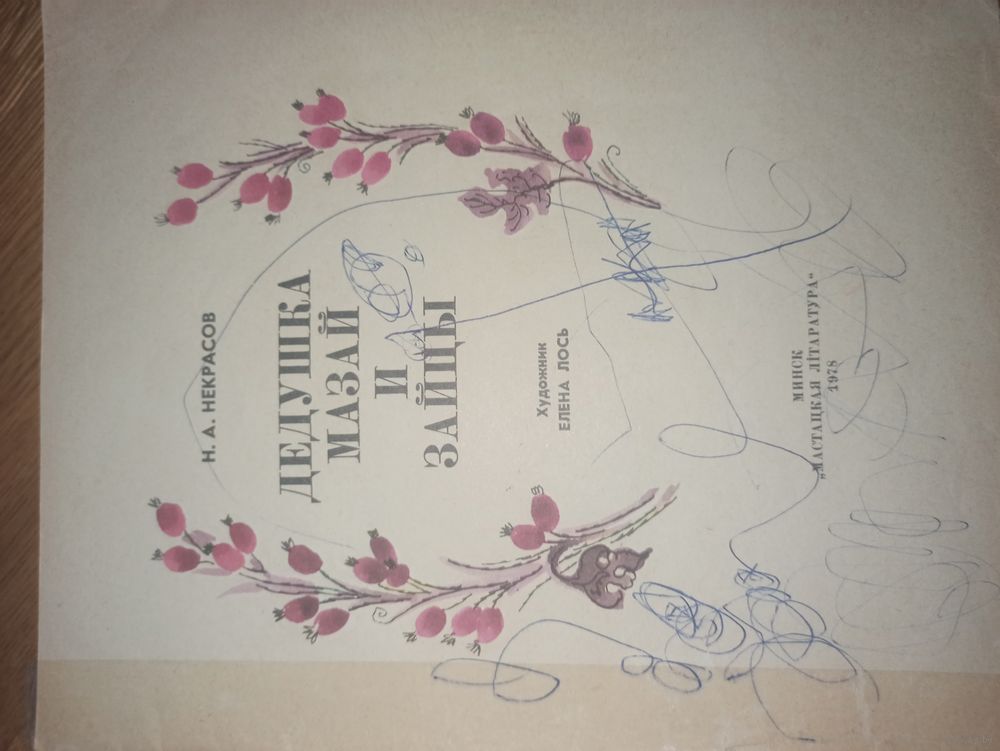 Н. А. НЕКРАСОВ
ДЕДУШКА
МАЗАЙ
И
ЗАЙЦЫ
Художник
ЕЛЕНА ЛОСЬ
МИНСК
„МАСТАЦКАЯ ЛІТАРАТУРА“
1978